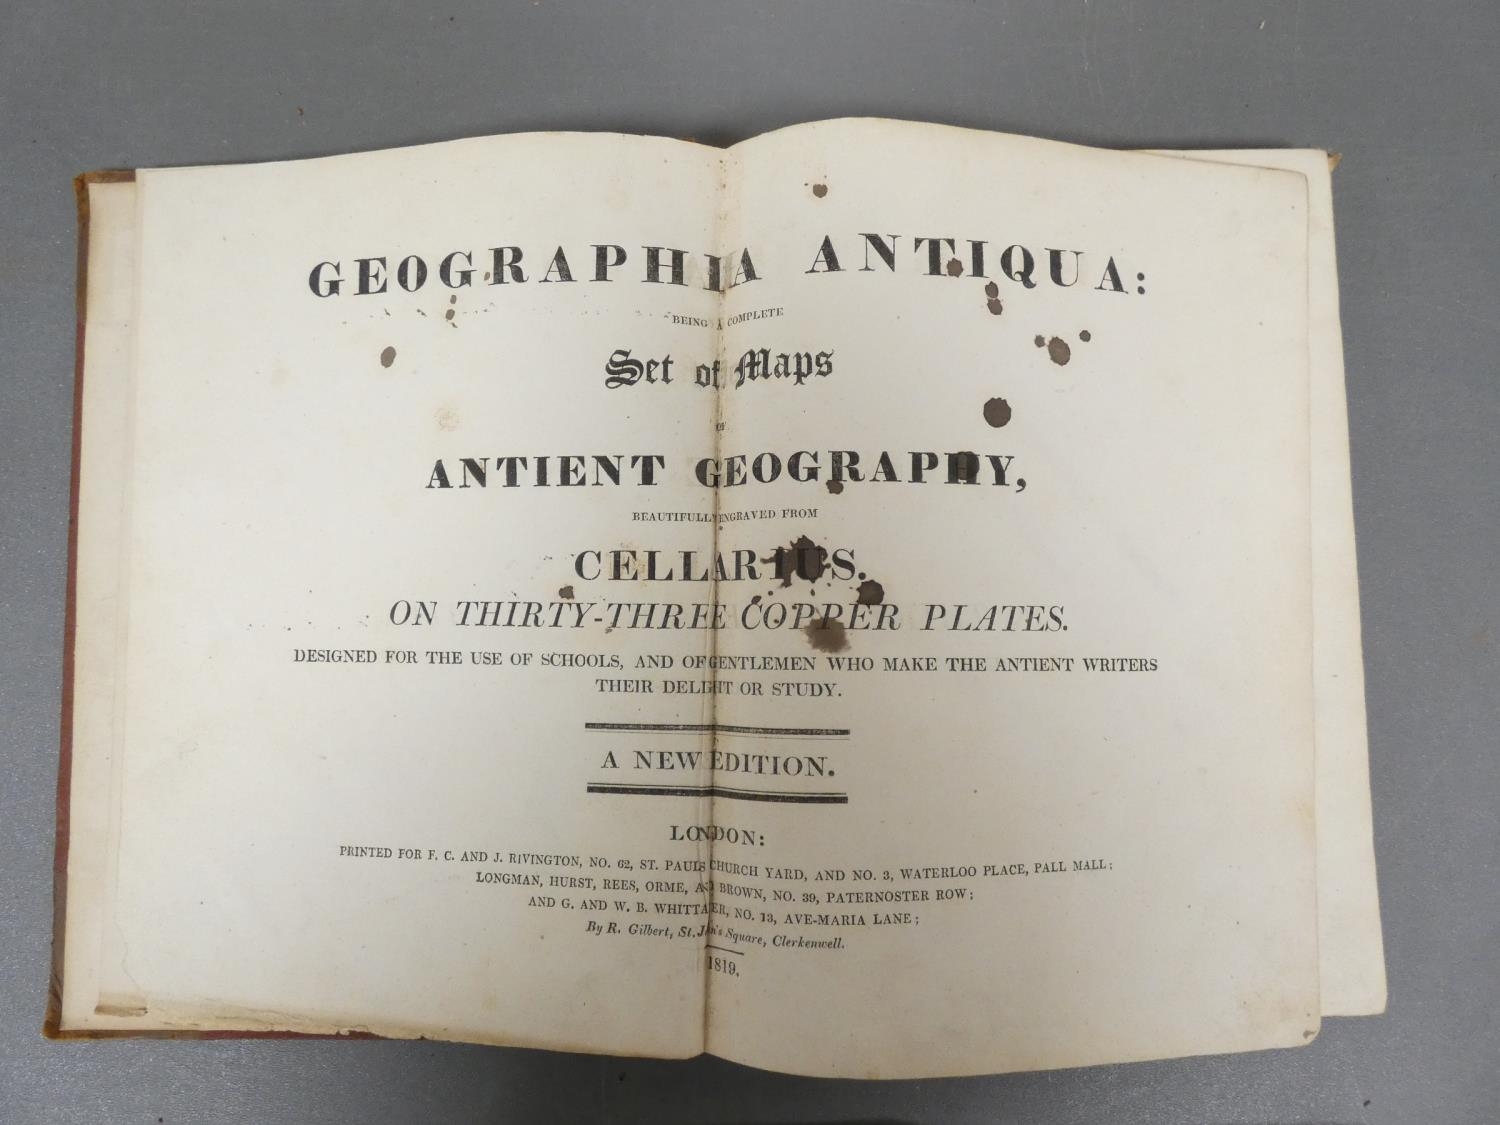 GEOGRAPHIA ANTIQUA:
BEING A COMPLETE
Set of Maps
OF
ANTIENT GEOGRAPHY,
BEAUTIFULLY ENGRAVED FROM
CELLARIUS.
ON THIRTY-THREE COPPER PLATES.
DESIGNED FOR THE USE OF SCHOOLS, AND OF GENTLEMEN WHO MAKE THE ANTIENT WRITERS
THEIR DELIGHT OR STUDY.
A NEW EDITION.
LONDON:
PRINTED FOR F. C. AND J. RIVINGTON, NO. 62, ST. PAULS CHURCH YARD, AND NO. 3, WATERLOO PLACE, PALL MALL;
LONGMAN, HURST, REES, ORME, AND BROWN, NO. 39, PATERNOSTER ROW;
AND G. AND W. B. WHITTAKER, NO. 13, AVE-MARIA LANE;
By R. Gilbert, St. John's Square, Clerkenwell.
1819.